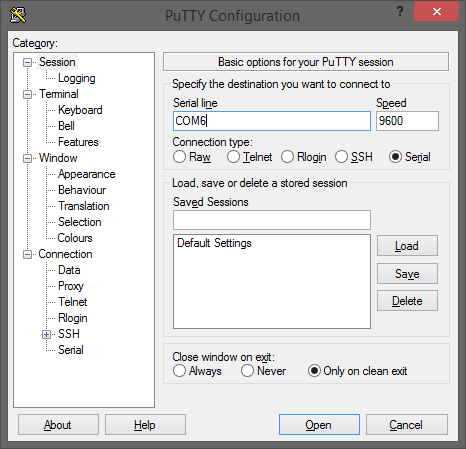 PuTTY Configuration
Category:
Session
Logging
Terminal
Keyboard
Bell
Features
Window
Appearance
Behaviour
Translation
Selection
Colours
Connection
Data
Proxy
Telnet
Rlogin
SSH
Serial
Basic options for your PuTTY session
Specify the destination you want to connect to
Serial line Speed
COM6 9600
Connection type:
Raw Telnet Rlogin SSH Serial
Load, save or delete a stored session
Saved Sessions
Default Settings
Load
Save
Delete
Close window on exit:
Always Never Only on clean exit
About Help Open Cancel